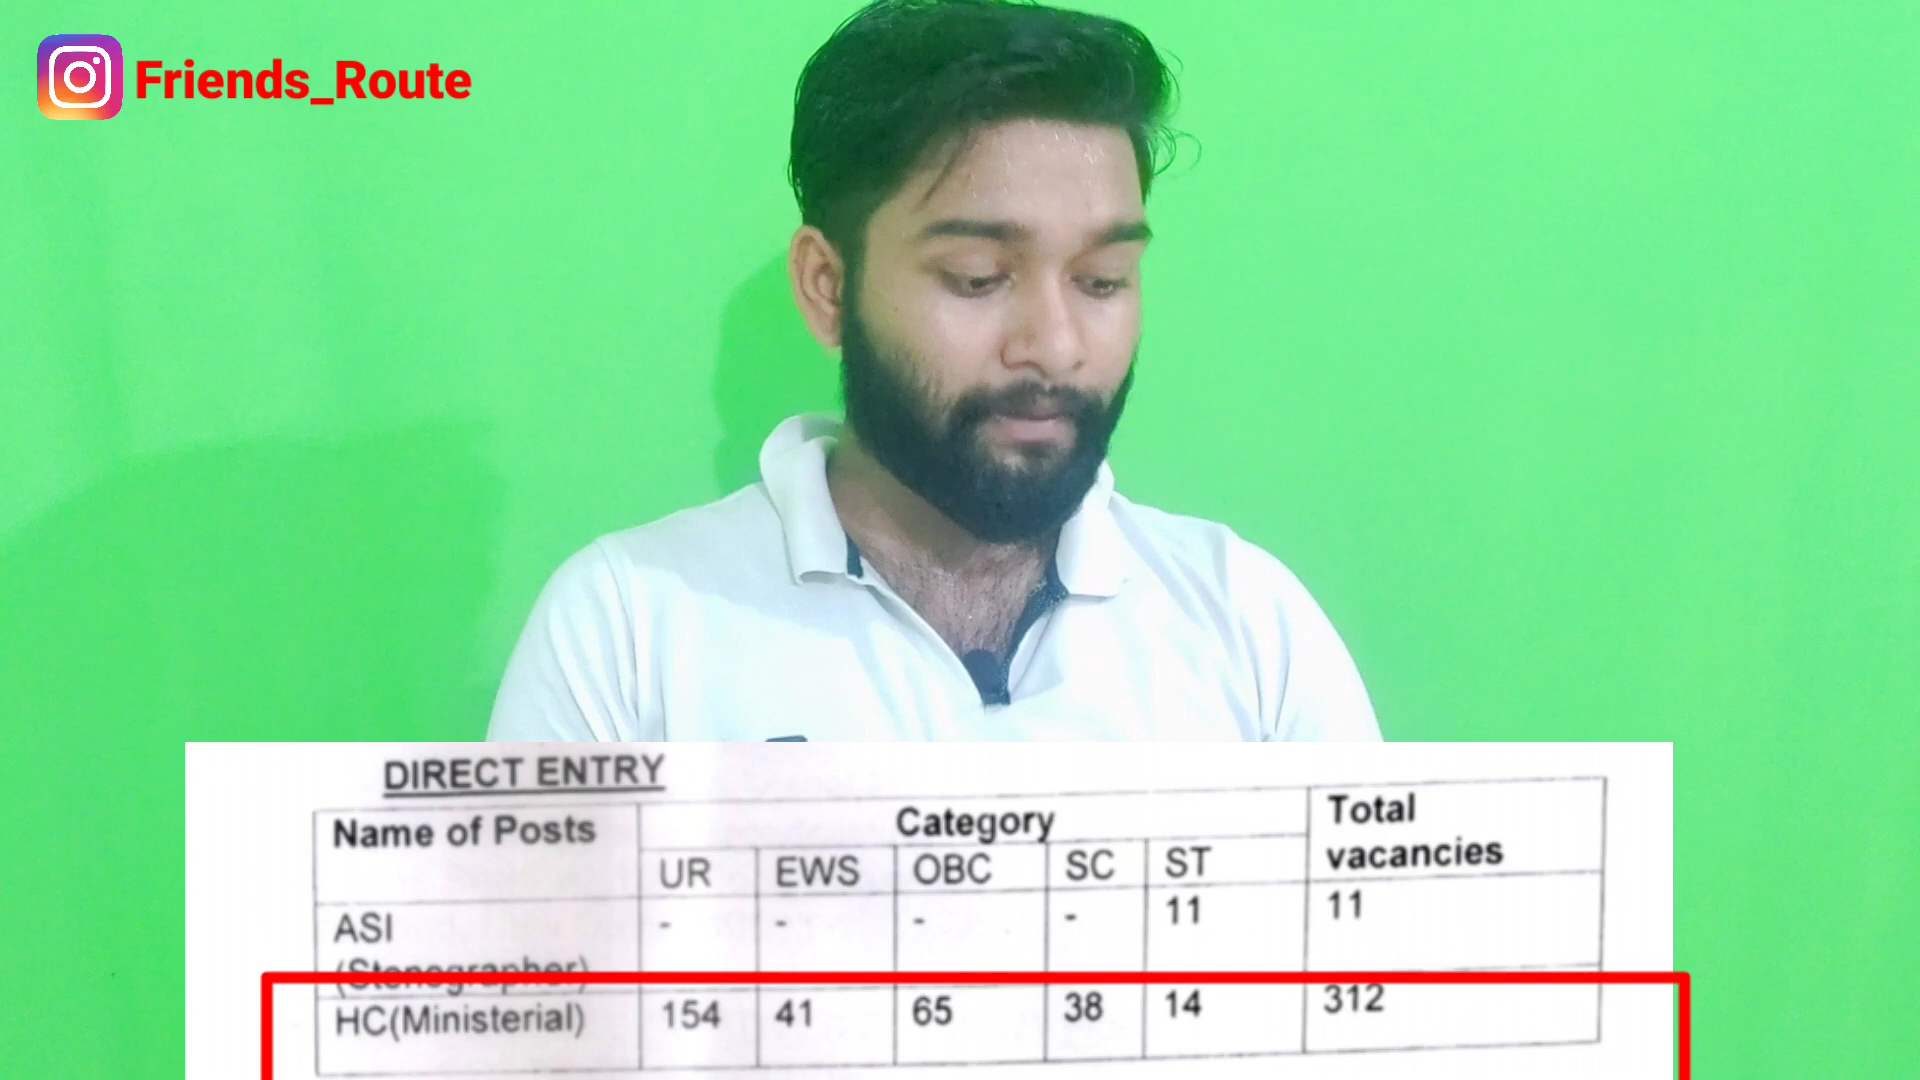 Friends_Route
DIRECT ENTRY
Name of Posts Category Total vacancies
UR EWS OBC SC ST
ASI (Stenographer) - - - - 11 11
HC(Ministerial) 154 41 65 38 14 312